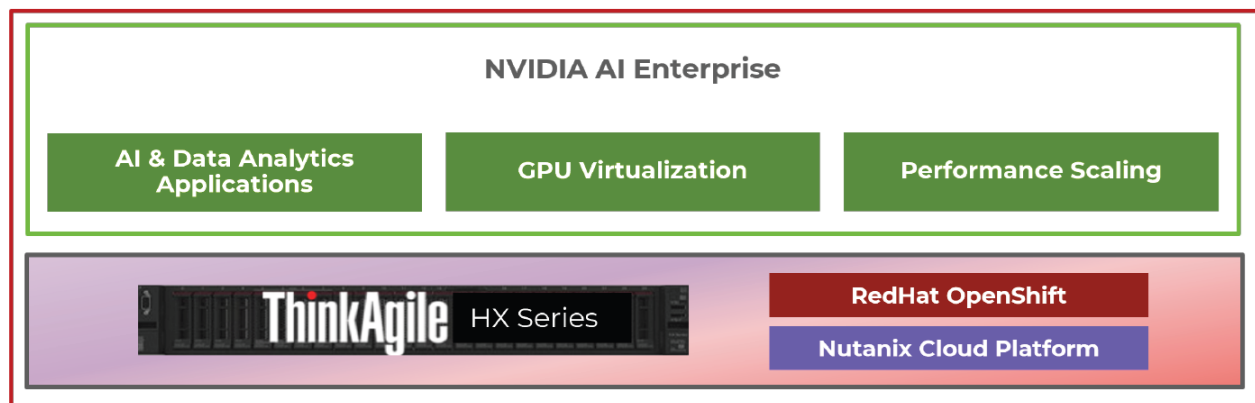 NVIDIA AI Enterprise
AI & Data Analytics
Applications
GPU Virtualization
Performance Scaling
ThinkAgile HX Series
RedHat OpenShift
Nutanix Cloud Platform